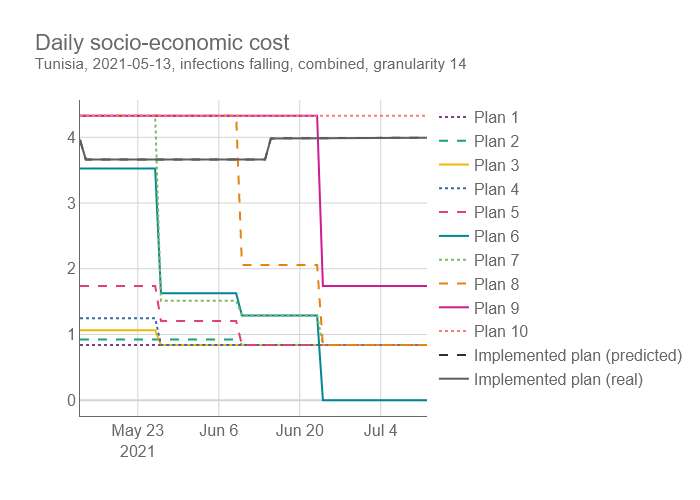 Daily socio-economic cost
Tunisia, 2021-05-13, infections falling, combined, granularity 14
4
3
2
1
0
May 23
2021
Jun 6
Jun 20
Jul 4
Plan 1
Plan 2
Plan 3
Plan 4
Plan 5
Plan 6
Plan 7
Plan 8
Plan 9
Plan 10
Implemented plan (predicted)
Implemented plan (real)